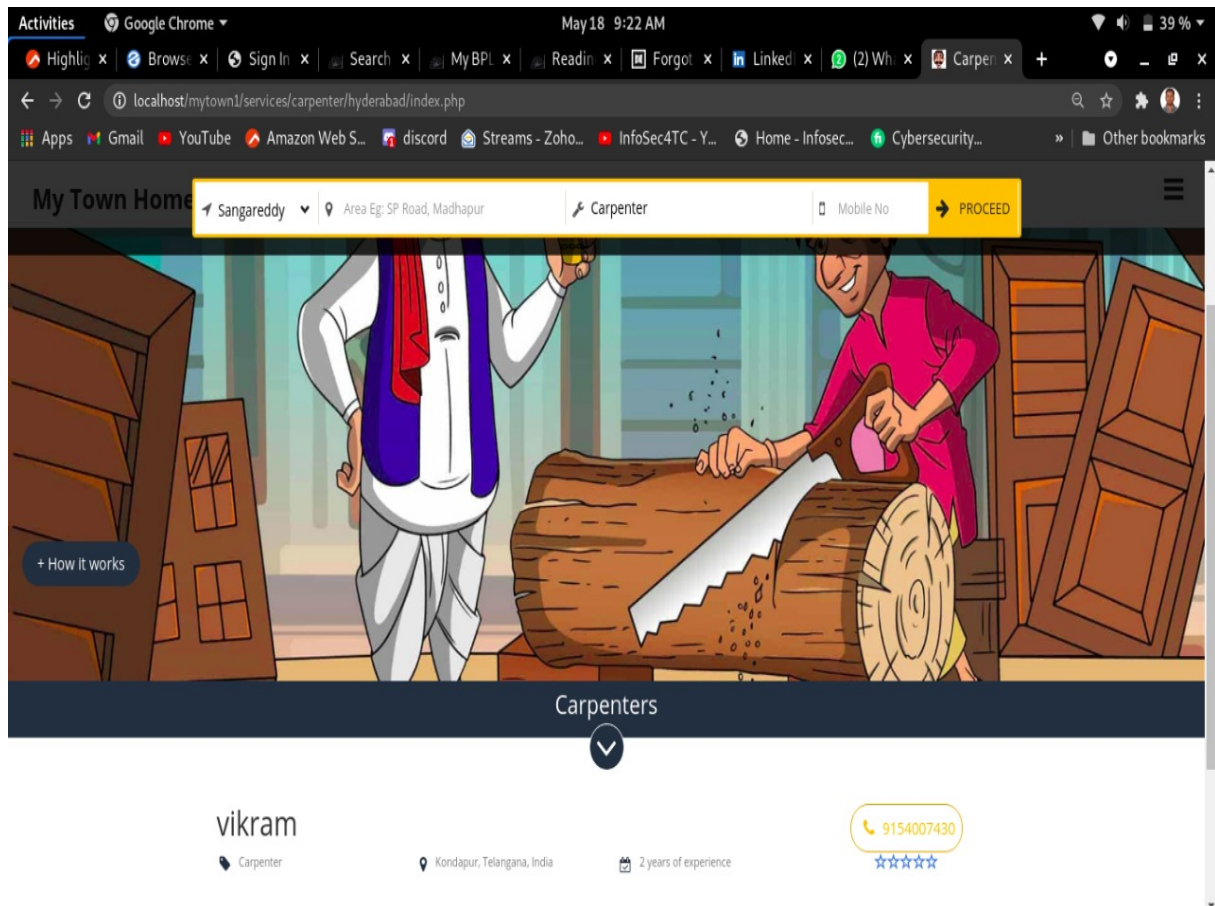 Activities Google Chrome May 18 9:22 AM 39 %
Highlig Browse Sign In Search My BPL Readin Forgot LinkedI (2) Wha Carpen
localhost/mytown1/services/carpenter/hyderabad/index.php
Apps Gmail YouTube Amazon Web S... discord Streams - Zoho... InfoSec4TC - Y... Home - Infosec... Cybersecurity... » Other bookmarks
My Town Home Sangareddy Area Eg: SP Road, Madhapur Carpenter Mobile No PROCEED
+ How it works
Carpenters
vikram 9154007430
Carpenter Kondapur, Telangana, India 2 years of experience